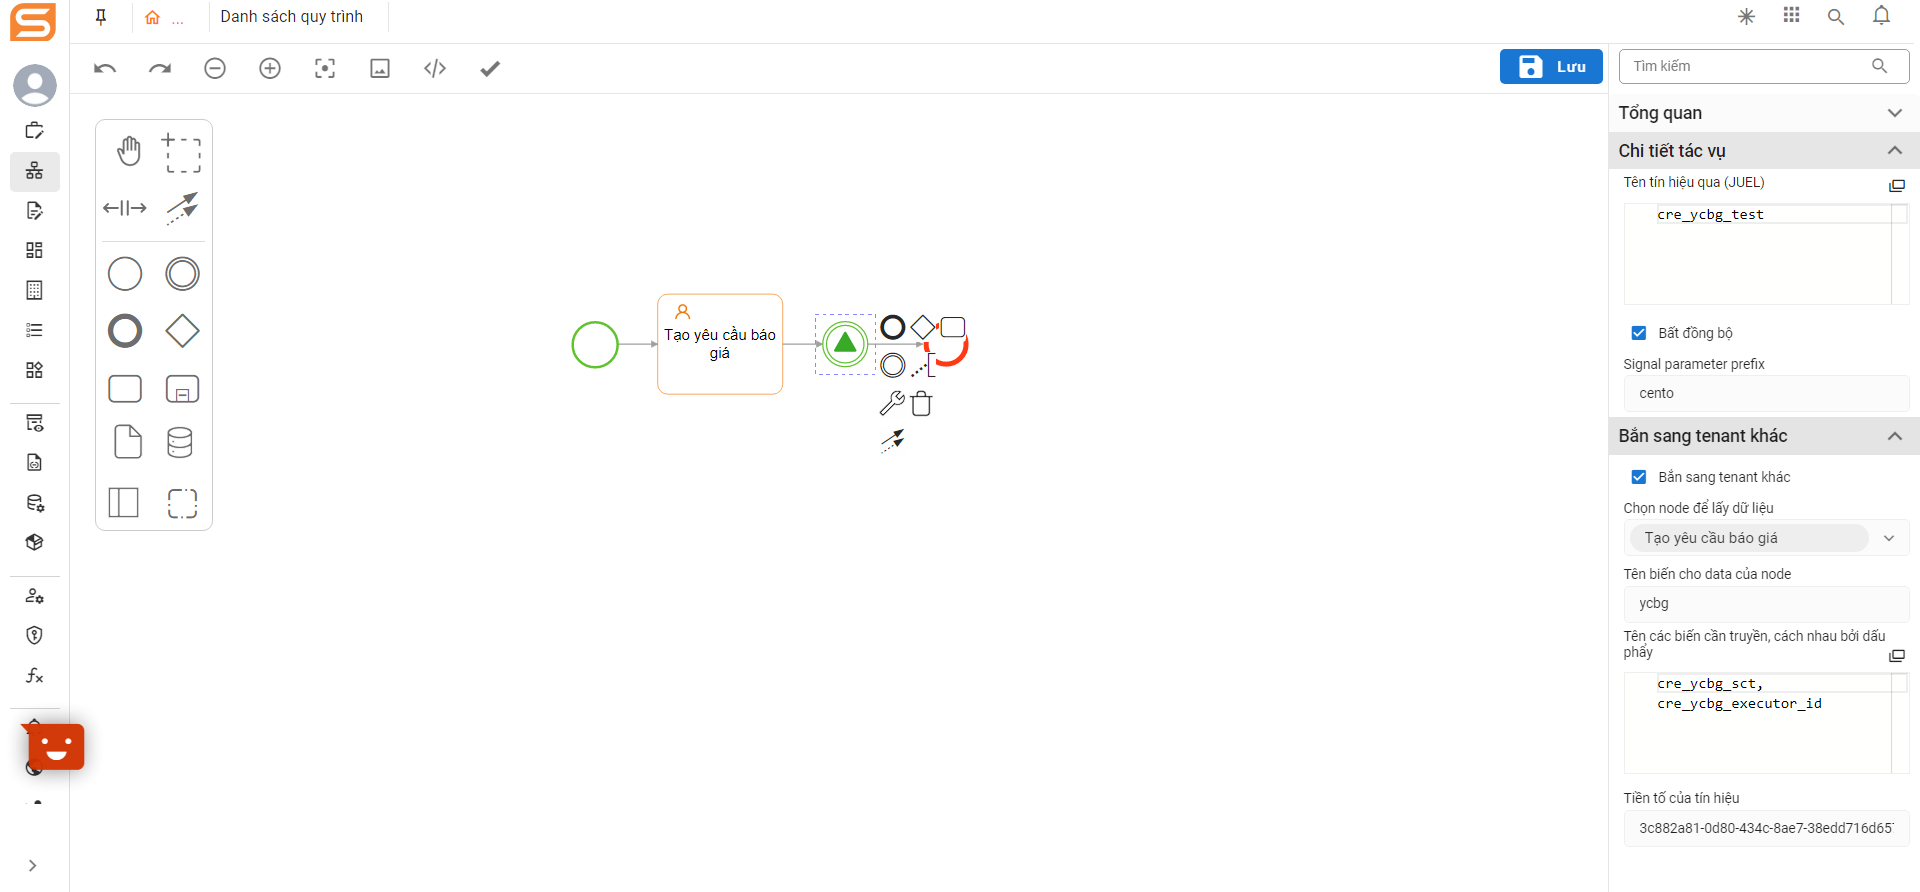 ...
Danh sách quy trình
Lưu
Tìm kiếm
Tổng quan
Chi tiết tác vụ
Tên tín hiệu qua (JUEL)
cre_ycbg_test
Bất đồng bộ
Signal parameter prefix
cento
Bắn sang tenant khác
Bắn sang tenant khác
Chọn node để lấy dữ liệu
Tạo yêu cầu báo giá
Tên biến cho data của node
ycbg
Tên các biến cần truyền, cách nhau bởi dấu
phẩy
cre_ycbg_sct,
cre_ycbg_executor_id
Tiền tố của tín hiệu
3c882a81-0d80-434c-8ae7-38edd716d65
Tạo yêu cầu báo
giá